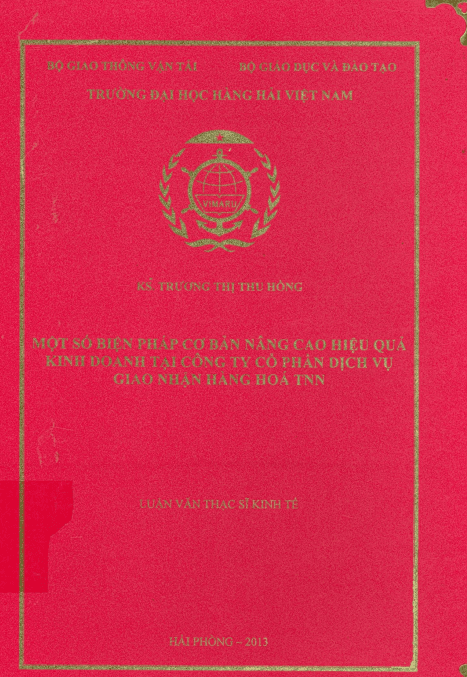 BỘ GIAO THÔNG VẬN TẢI BỘ GIÁO DỤC VÀ ĐÀO TẠO
TRƯỜNG ĐẠI HỌC HÀNG HẢI VIỆT NAM
VIMARU
KS TRƯƠNG THỊ THU HỒNG
MỘT SỐ BIỆN PHÁP CƠ BẢN NÂNG CAO HIỆU QUẢ
KINH DOANH TẠI CÔNG TY CỔ PHẦN DỊCH VỤ
GIAO NHẬN HÀNG HOÁ TNN
LUẬN VĂN THẠC SĨ KINH TẾ
HẢI PHÒNG – 2013